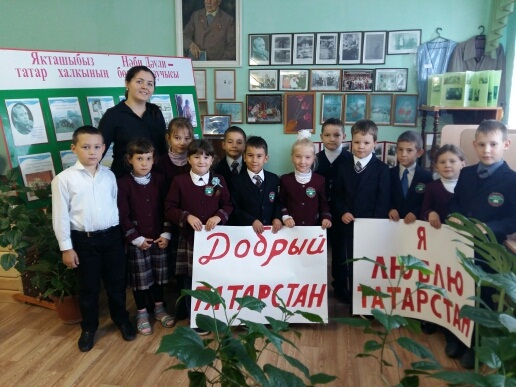 Якташыбыз Нәби Дәүли –
татар халкының
Добрый
ТАТАРСТАН
Я
ЛЮБЛЮ
ТАТАРСТАН